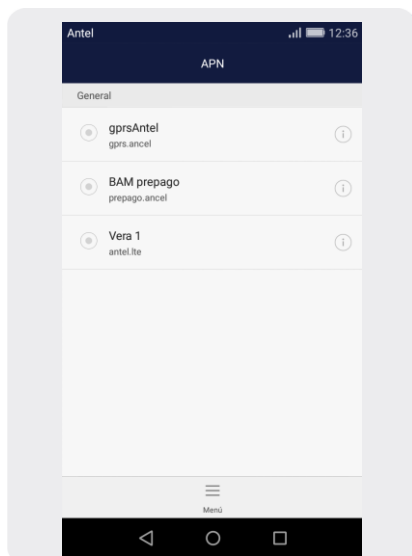 Antel 12:36
APN
General
gprsAntel
gprs.ancel
BAM prepago
prepago.ancel
Vera 1
antel.lte
Menú